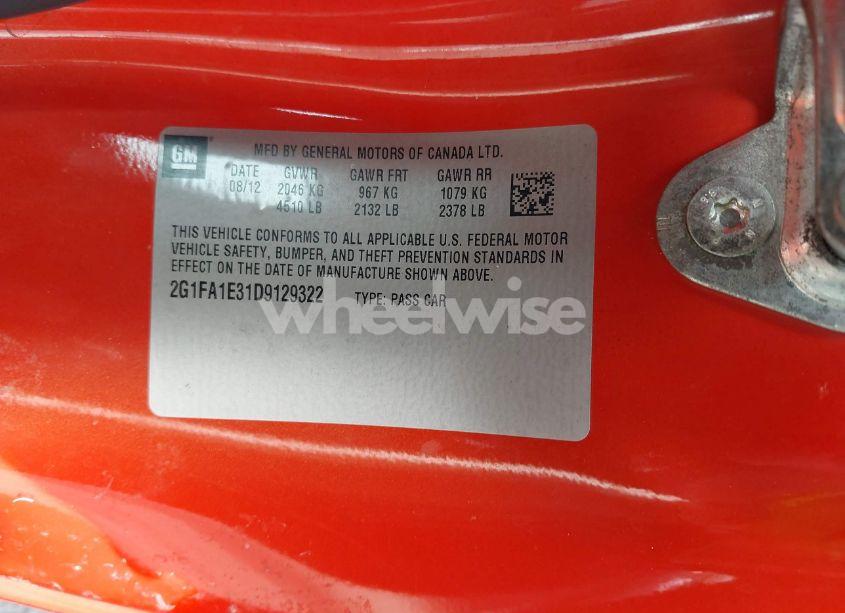 GM
MFD BY GENERAL MOTORS OF CANADA LTD.
DATE GVWR GAWR FRT GAWR RR
08/12 2046 KG 967 KG 1079 KG
4510 LB 2132 LB 2378 LB
THIS VEHICLE CONFORMS TO ALL APPLICABLE U.S. FEDERAL MOTOR
VEHICLE SAFETY, BUMPER, AND THEFT PREVENTION STANDARDS IN
EFFECT ON THE DATE OF MANUFACTURE SHOWN ABOVE.
2G1FA1E31D9129322 TYPE: PASS CAR
wheelwise